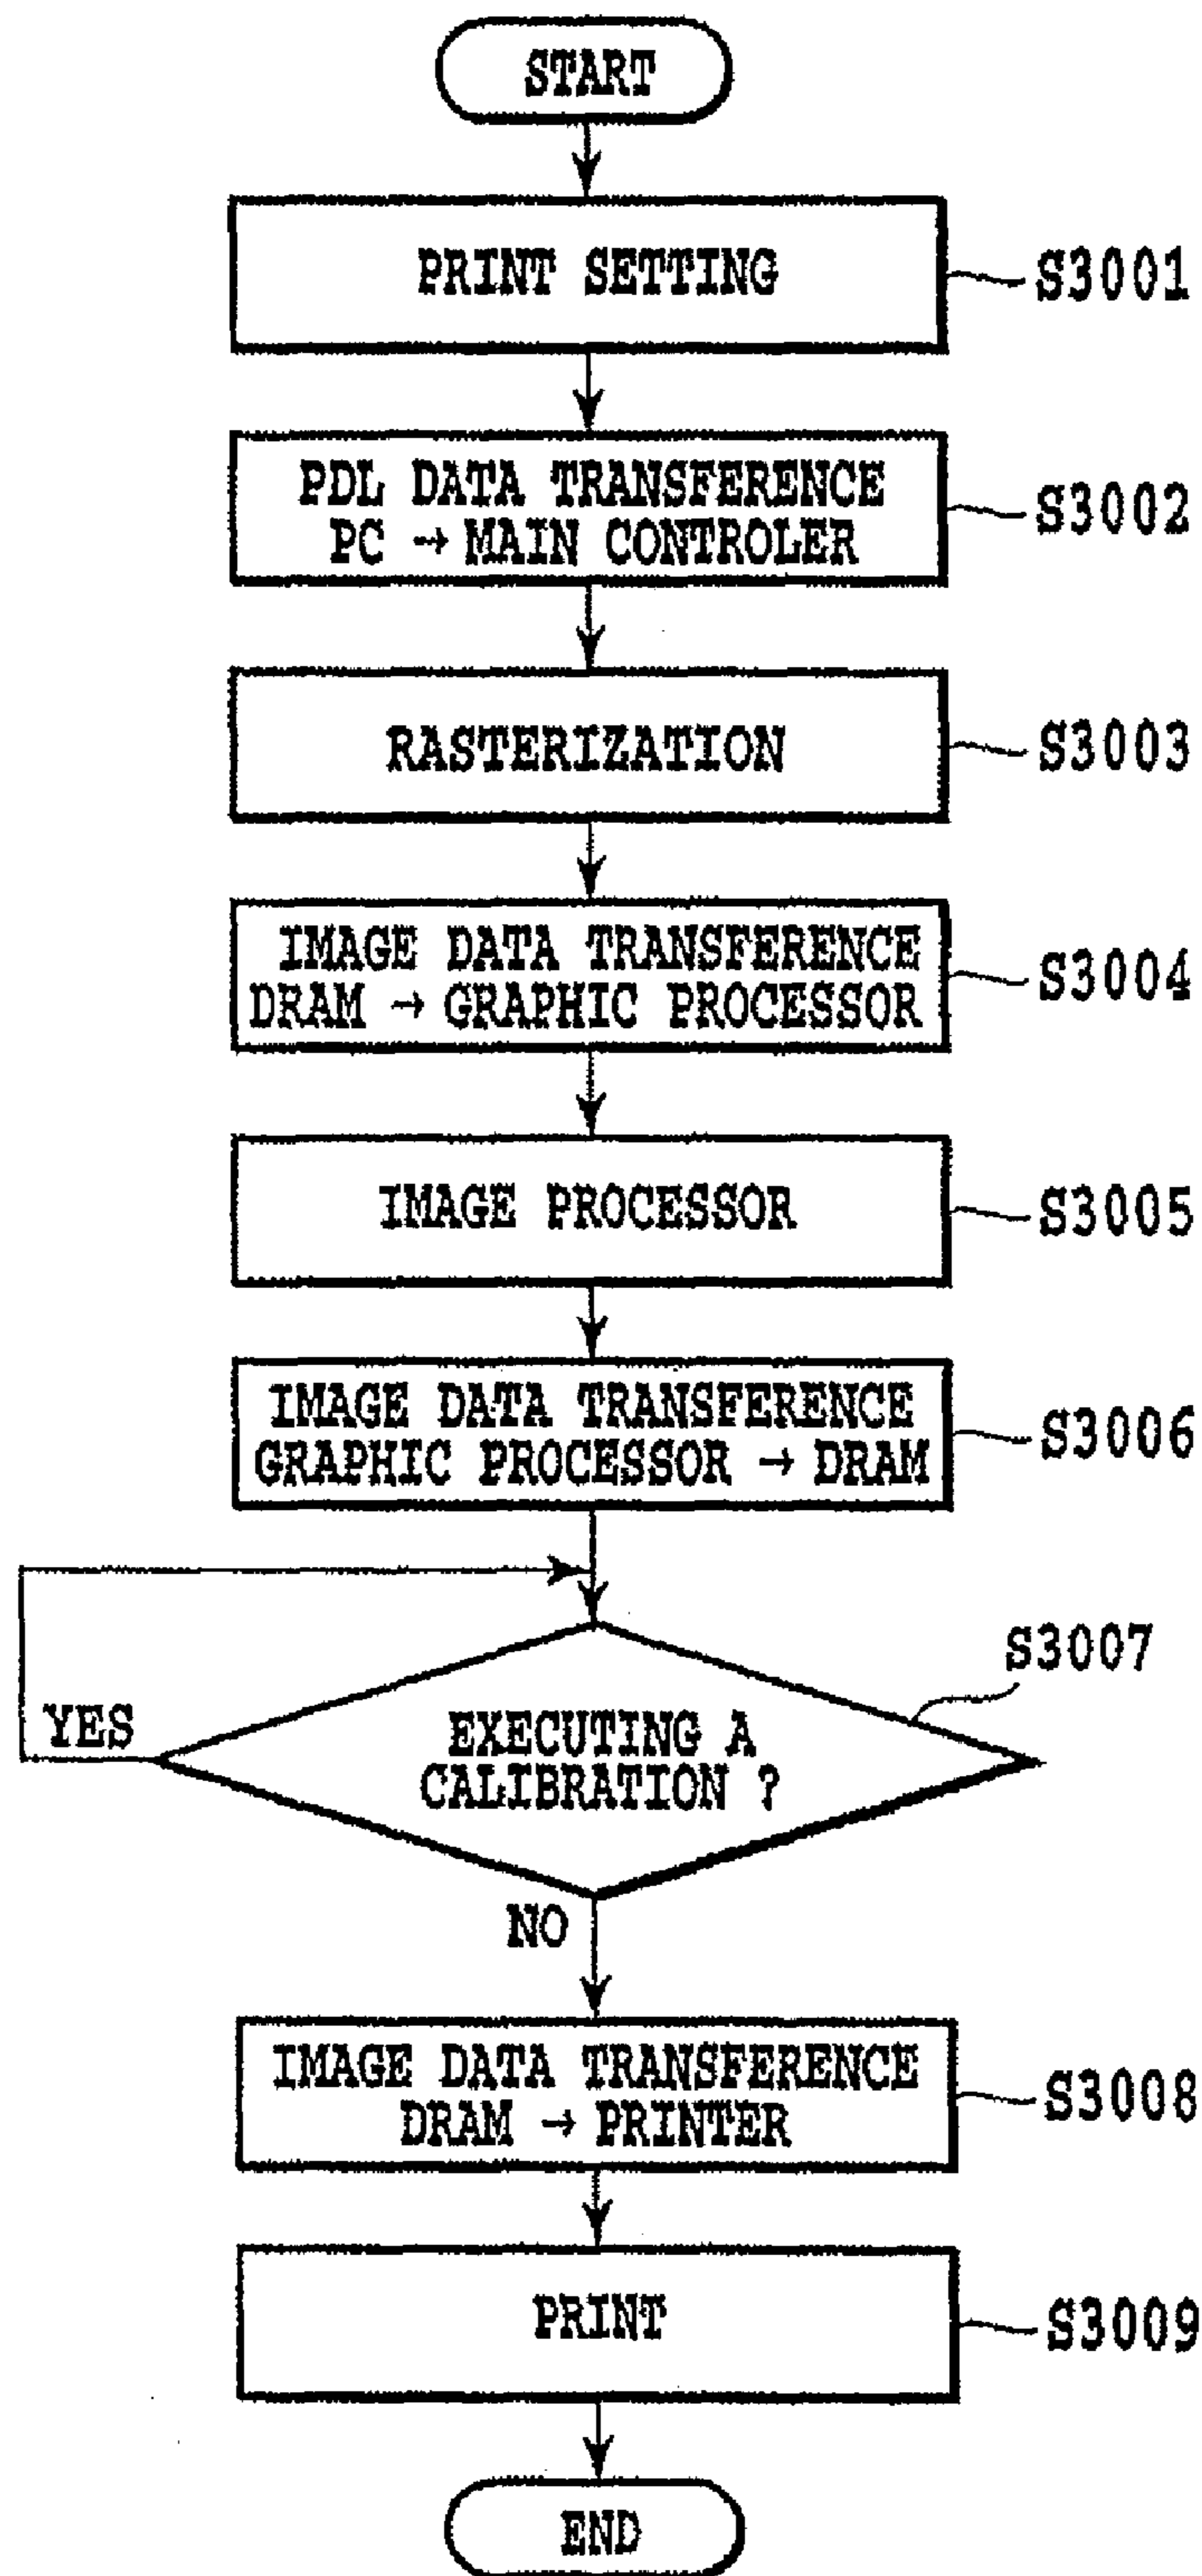 START
PRINT SETTING
S3001
PDL DATA TRANSFERENCE
PC → MAIN CONTROLER
S3002
RASTERIZATION
S3003
IMAGE DATA TRANSFERENCE
DRAM → GRAPHIC PROCESSOR
S3004
IMAGE PROCESSOR
S3005
IMAGE DATA TRANSFERENCE
GRAPHIC PROCESSOR → DRAM
S3006
S3007
YES
EXECUTING A
CALIBRATION ?
NO
IMAGE DATA TRANSFERENCE
DRAM → PRINTER
S3008
PRINT
S3009
END